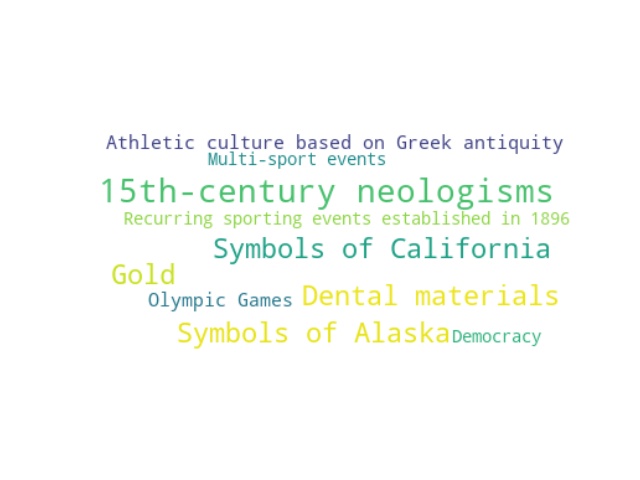 Athletic culture based on Greek antiquity
Multi-sport events
15th-century neologisms
Recurring sporting events established in 1896
Symbols of California
Gold
Olympic Games
Dental materials
Symbols of Alaska
Democracy